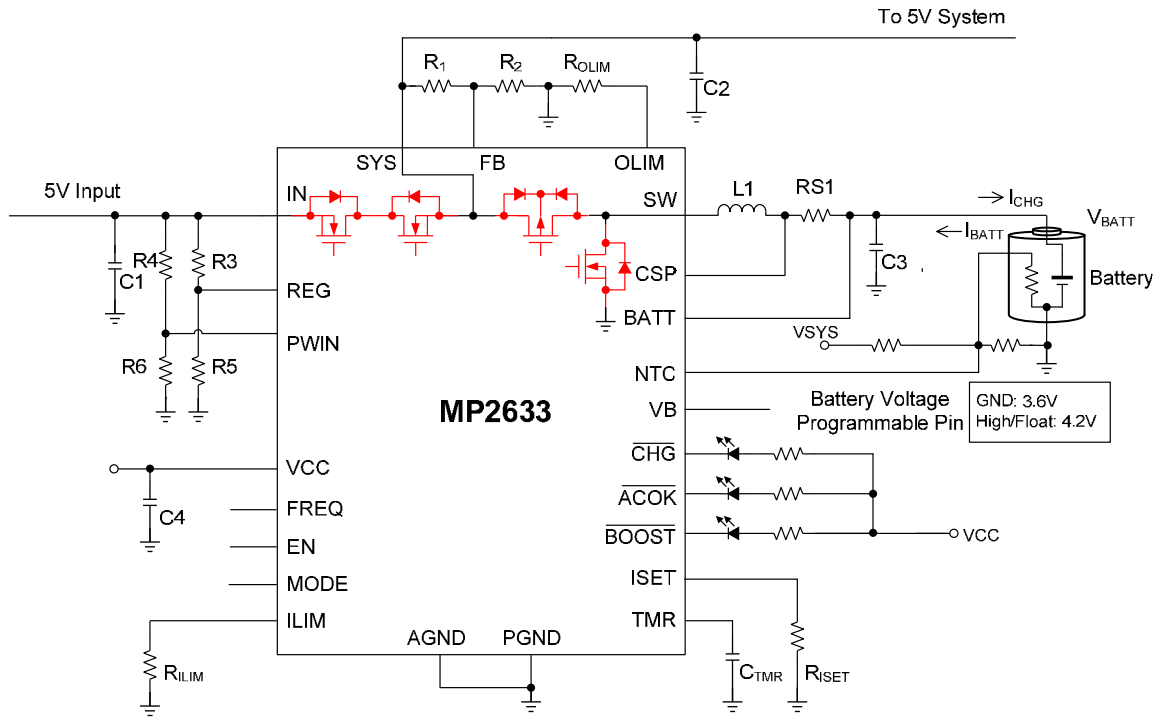 To 5V System
R1
R2
ROLIM
C2
SYS
FB
OLIM
5V Input
IN
SW
L1
RS1
ICHG
IBATT
VBATT
C1
R4
R3
C3
CSP
Battery
REG
BATT
PWIN
VSYS
R6
R5
NTC
MP2633
VB
Battery Voltage
Programmable Pin
GND: 3.6V
High/Float: 4.2V
CHG
VCC
ACOK
C4
FREQ
BOOST
VCC
EN
MODE
ISET
ILIM
TMR
AGND
PGND
RILIM
CTMR
RISET